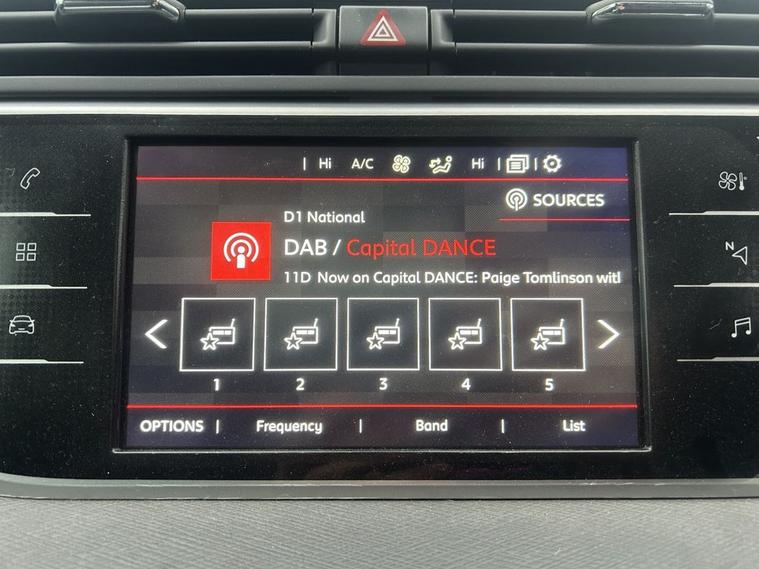 Hi A/C Hi
SOURCES
D1 National
DAB / Capital DANCE
11D Now on Capital DANCE: Paige Tomlinson witl
1 2 3 4 5
OPTIONS | Frequency | Band | List
N